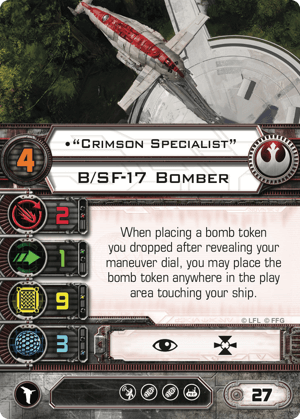 •“Crimson Specialist”
4
B/SF-17 Bomber
2
When placing a bomb token
you dropped after revealing your
maneuver dial, you may place the
bomb token anywhere in the play
area touching your ship.
1
9
© LFL © FFG
3
27